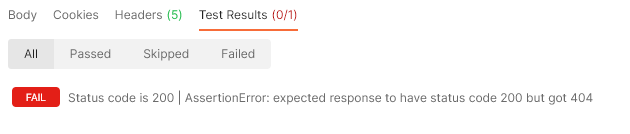 Body Cookies Headers (5) Test Results (0/1)
All Passed Skipped Failed
FAIL Status code is 200 | AssertionError: expected response to have status code 200 but got 404